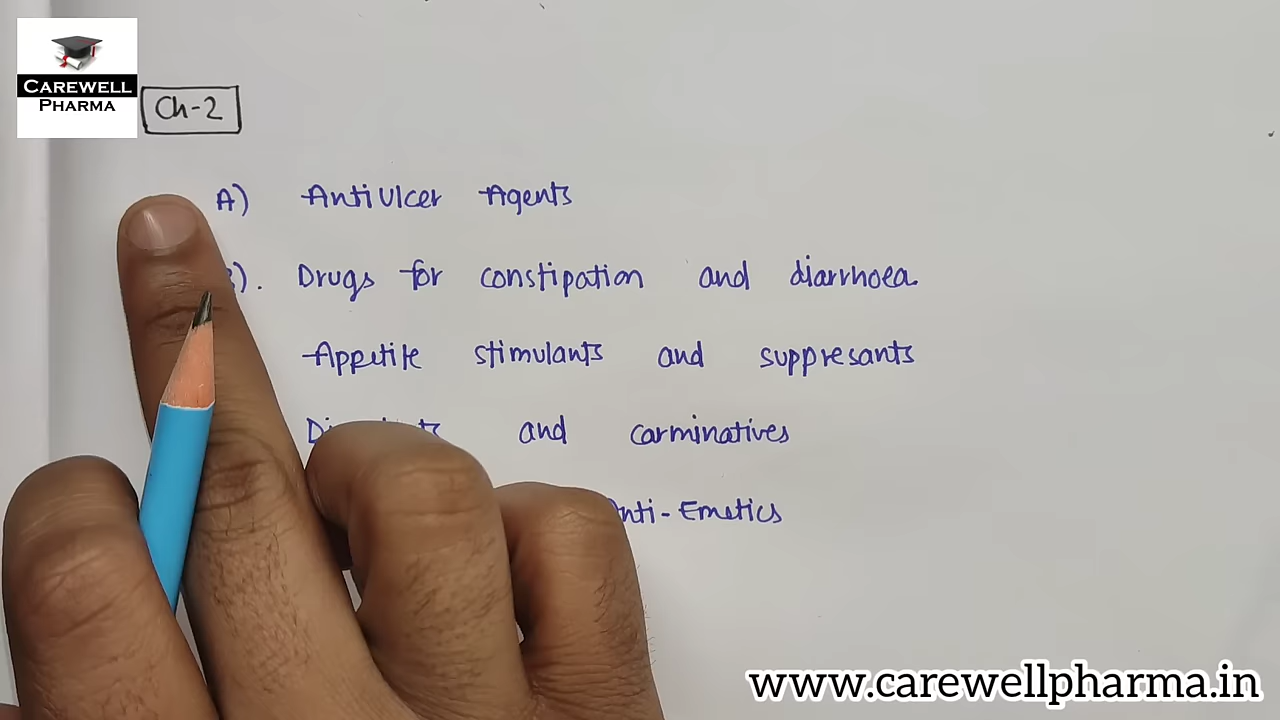 CAREWELL
PHARMA
Ch-2
A) AntiUlcer Agents
). Drugs for constipation and diarrhoea
Appetite stimulants and suppresants
and carminatives
Anti-Emetics
www.carewellpharma.in